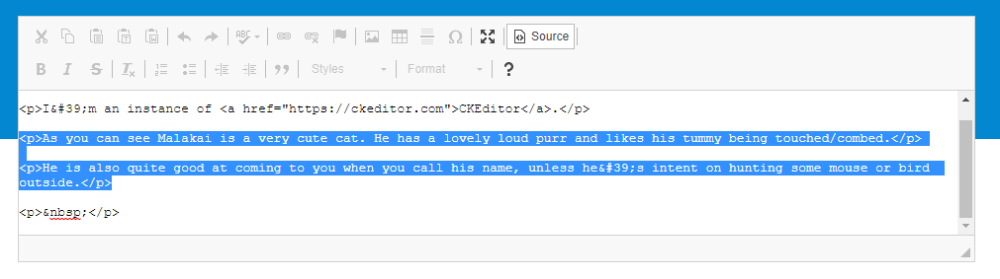 ABC
Source
B I S Tx Styles Format ?
<p>I&#39;m an instance of <a href="https://ckeditor.com">CKEditor</a>.</p>
<p>As you can see Malakai is a very cute cat. He has a lovely loud purr and likes his tummy being touched/combed.</p>
<p>He is also quite good at coming to you when you call his name, unless he&#39;s intent on hunting some mouse or bird
outside.</p>
<p>&nbsp;</p>